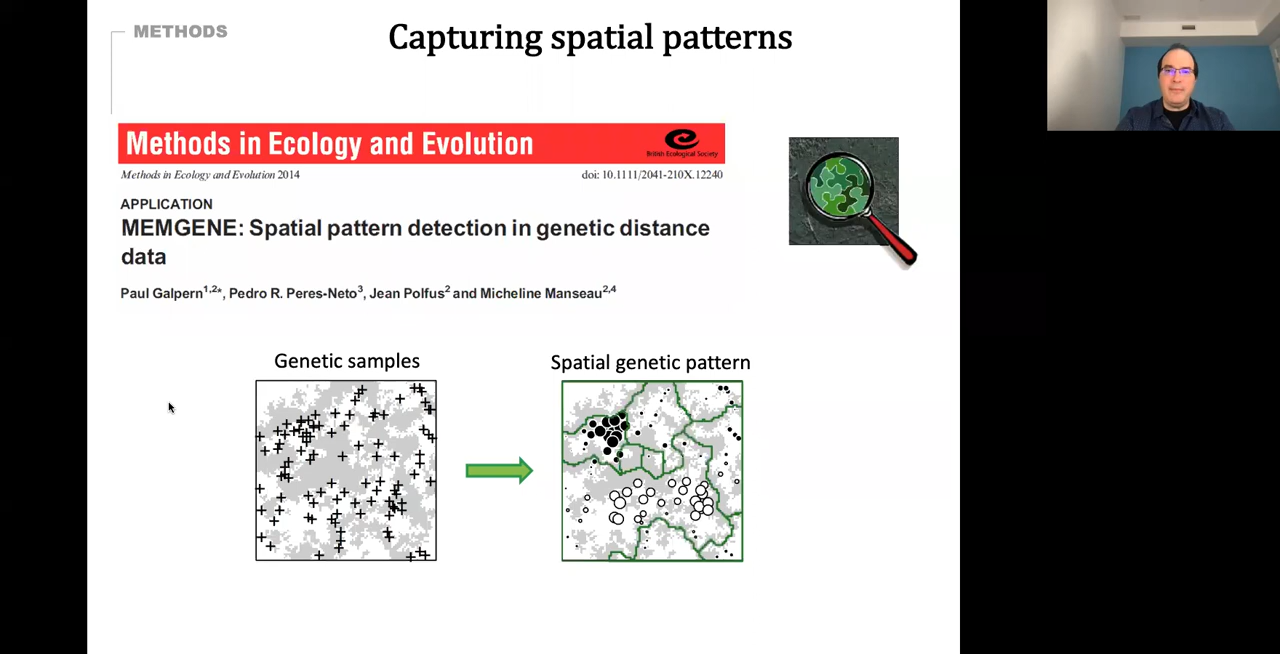 METHODS
Capturing spatial patterns
Methods in Ecology and Evolution
British Ecological Society
Methods in Ecology and Evolution 2014
doi: 10.1111/2041-210X.12240
APPLICATION
MEMGENE: Spatial pattern detection in genetic distance
data
Paul Galpern1,2*, Pedro R. Peres-Neto3, Jean Polfus2 and Micheline Manseau2,4
Genetic samples
Spatial genetic pattern